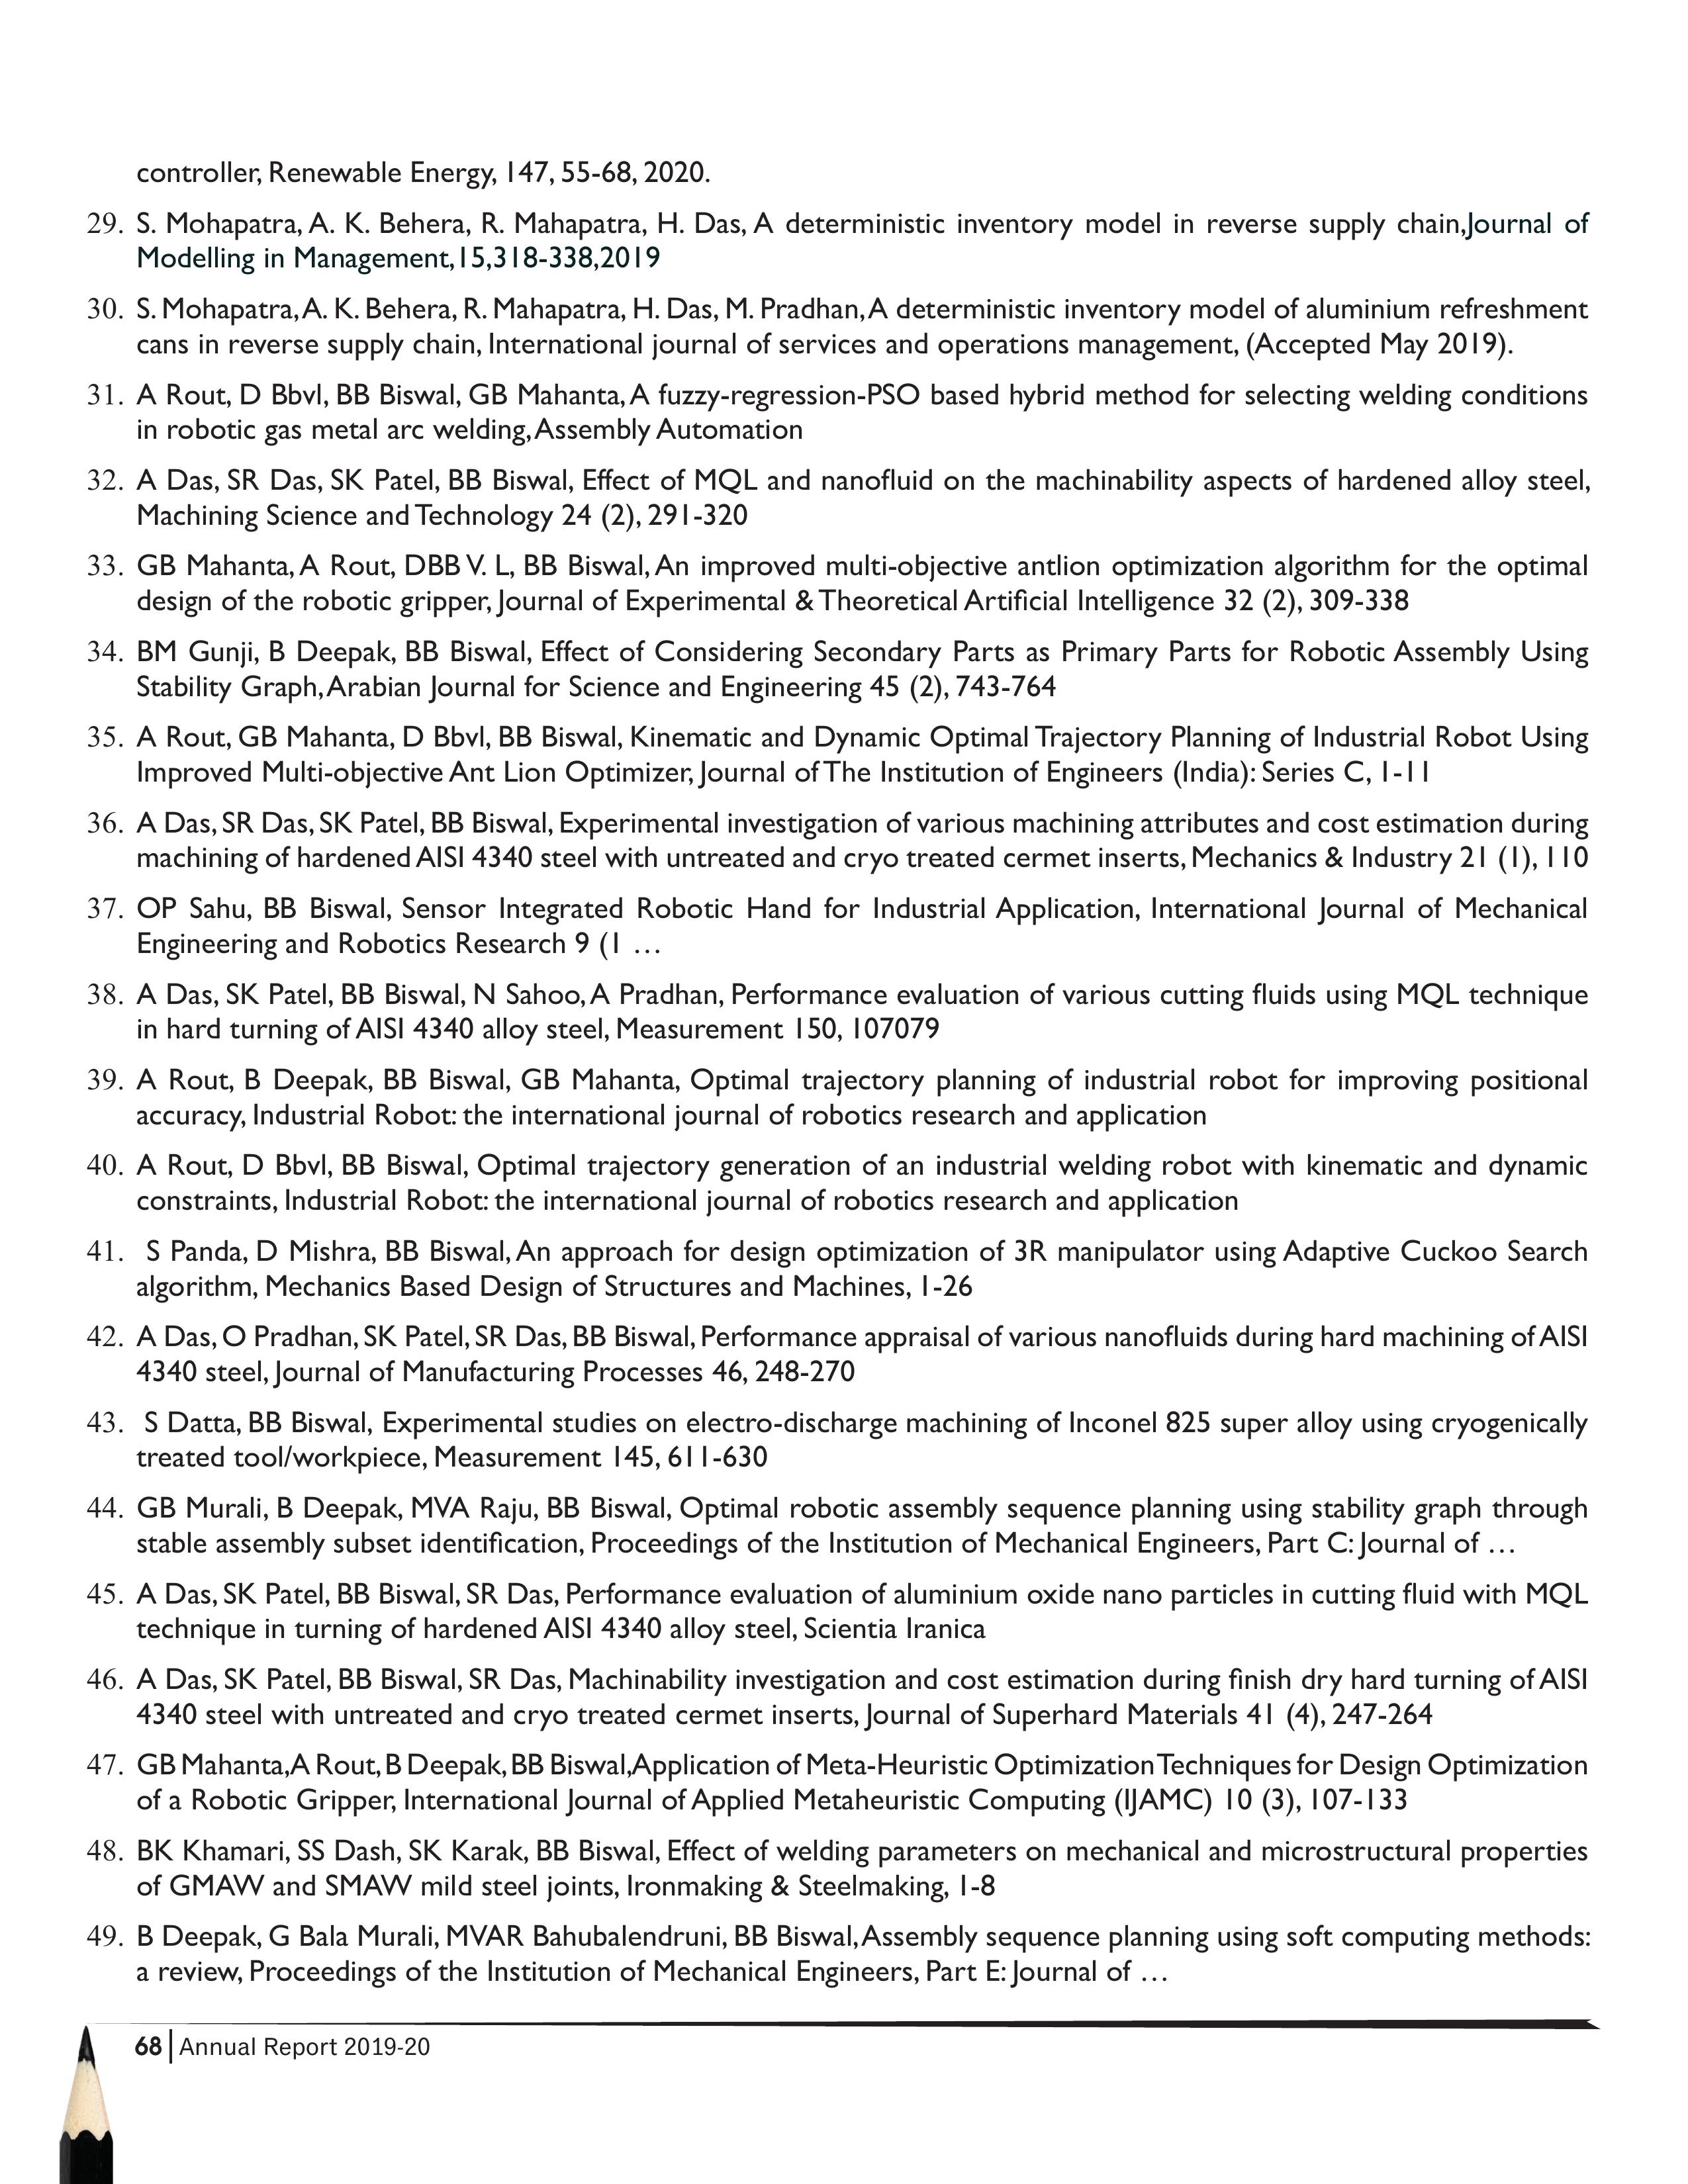 controller, Renewable Energy, 147, 55-68, 2020.
29. S. Mohapatra, A. K. Behera, R. Mahapatra, H. Das, A deterministic inventory model in reverse supply chain,Journal of
Modelling in Management,15,318-338,2019
30. S. Mohapatra, A. K. Behera, R. Mahapatra, H. Das, M. Pradhan, A deterministic inventory model of aluminium refreshment
cans in reverse supply chain, International journal of services and operations management, (Accepted May 2019).
31. A Rout, D Bbvl, BB Biswal, GB Mahanta, A fuzzy-regression-PSO based hybrid method for selecting welding conditions
in robotic gas metal arc welding, Assembly Automation
32. A Das, SR Das, SK Patel, BB Biswal, Effect of MQL and nanofluid on the machinability aspects of hardened alloy steel,
Machining Science and Technology 24 (2), 291-320
33. GB Mahanta, A Rout, DBB V. L, BB Biswal, An improved multi-objective antlion optimization algorithm for the optimal
design of the robotic gripper, Journal of Experimental & Theoretical Artificial Intelligence 32 (2), 309-338
34. BM Gunji, B Deepak, BB Biswal, Effect of Considering Secondary Parts as Primary Parts for Robotic Assembly Using
Stability Graph, Arabian Journal for Science and Engineering 45 (2), 743-764
35. A Rout, GB Mahanta, D Bbvl, BB Biswal, Kinematic and Dynamic Optimal Trajectory Planning of Industrial Robot Using
Improved Multi-objective Ant Lion Optimizer, Journal of The Institution of Engineers (India): Series C, 1-11
36. A Das, SR Das, SK Patel, BB Biswal, Experimental investigation of various machining attributes and cost estimation during
machining of hardened AISI 4340 steel with untreated and cryo treated cermet inserts, Mechanics & Industry 21 (1), 110
37. OP Sahu, BB Biswal, Sensor Integrated Robotic Hand for Industrial Application, International Journal of Mechanical
Engineering and Robotics Research 9 (1 …
38. A Das, SK Patel, BB Biswal, N Sahoo, A Pradhan, Performance evaluation of various cutting fluids using MQL technique
in hard turning of AISI 4340 alloy steel, Measurement 150, 107079
39. A Rout, B Deepak, BB Biswal, GB Mahanta, Optimal trajectory planning of industrial robot for improving positional
accuracy, Industrial Robot: the international journal of robotics research and application
40. A Rout, D Bbvl, BB Biswal, Optimal trajectory generation of an industrial welding robot with kinematic and dynamic
constraints, Industrial Robot: the international journal of robotics research and application
41. S Panda, D Mishra, BB Biswal, An approach for design optimization of 3R manipulator using Adaptive Cuckoo Search
algorithm, Mechanics Based Design of Structures and Machines, 1-26
42. A Das, O Pradhan, SK Patel, SR Das, BB Biswal, Performance appraisal of various nanofluids during hard machining of AISI
4340 steel, Journal of Manufacturing Processes 46, 248-270
43. S Datta, BB Biswal, Experimental studies on electro-discharge machining of Inconel 825 super alloy using cryogenically
treated tool/workpiece, Measurement 145, 611-630
44. GB Murali, B Deepak, MVA Raju, BB Biswal, Optimal robotic assembly sequence planning using stability graph through
stable assembly subset identification, Proceedings of the Institution of Mechanical Engineers, Part C: Journal of …
45. A Das, SK Patel, BB Biswal, SR Das, Performance evaluation of aluminium oxide nano particles in cutting fluid with MQL
technique in turning of hardened AISI 4340 alloy steel, Scientia Iranica
46. A Das, SK Patel, BB Biswal, SR Das, Machinability investigation and cost estimation during finish dry hard turning of AISI
4340 steel with untreated and cryo treated cermet inserts, Journal of Superhard Materials 41 (4), 247-264
47. GB Mahanta,A Rout, B Deepak, BB Biswal,Application of Meta-Heuristic Optimization Techniques for Design Optimization
of a Robotic Gripper, International Journal of Applied Metaheuristic Computing (IJAMC) 10 (3), 107-133
48. BK Khamari, SS Dash, SK Karak, BB Biswal, Effect of welding parameters on mechanical and microstructural properties
of GMAW and SMAW mild steel joints, Ironmaking & Steelmaking, 1-8
49. B Deepak, G Bala Murali, MVAR Bahubalendruni, BB Biswal, Assembly sequence planning using soft computing methods:
a review, Proceedings of the Institution of Mechanical Engineers, Part E: Journal of …
68 | Annual Report 2019-20